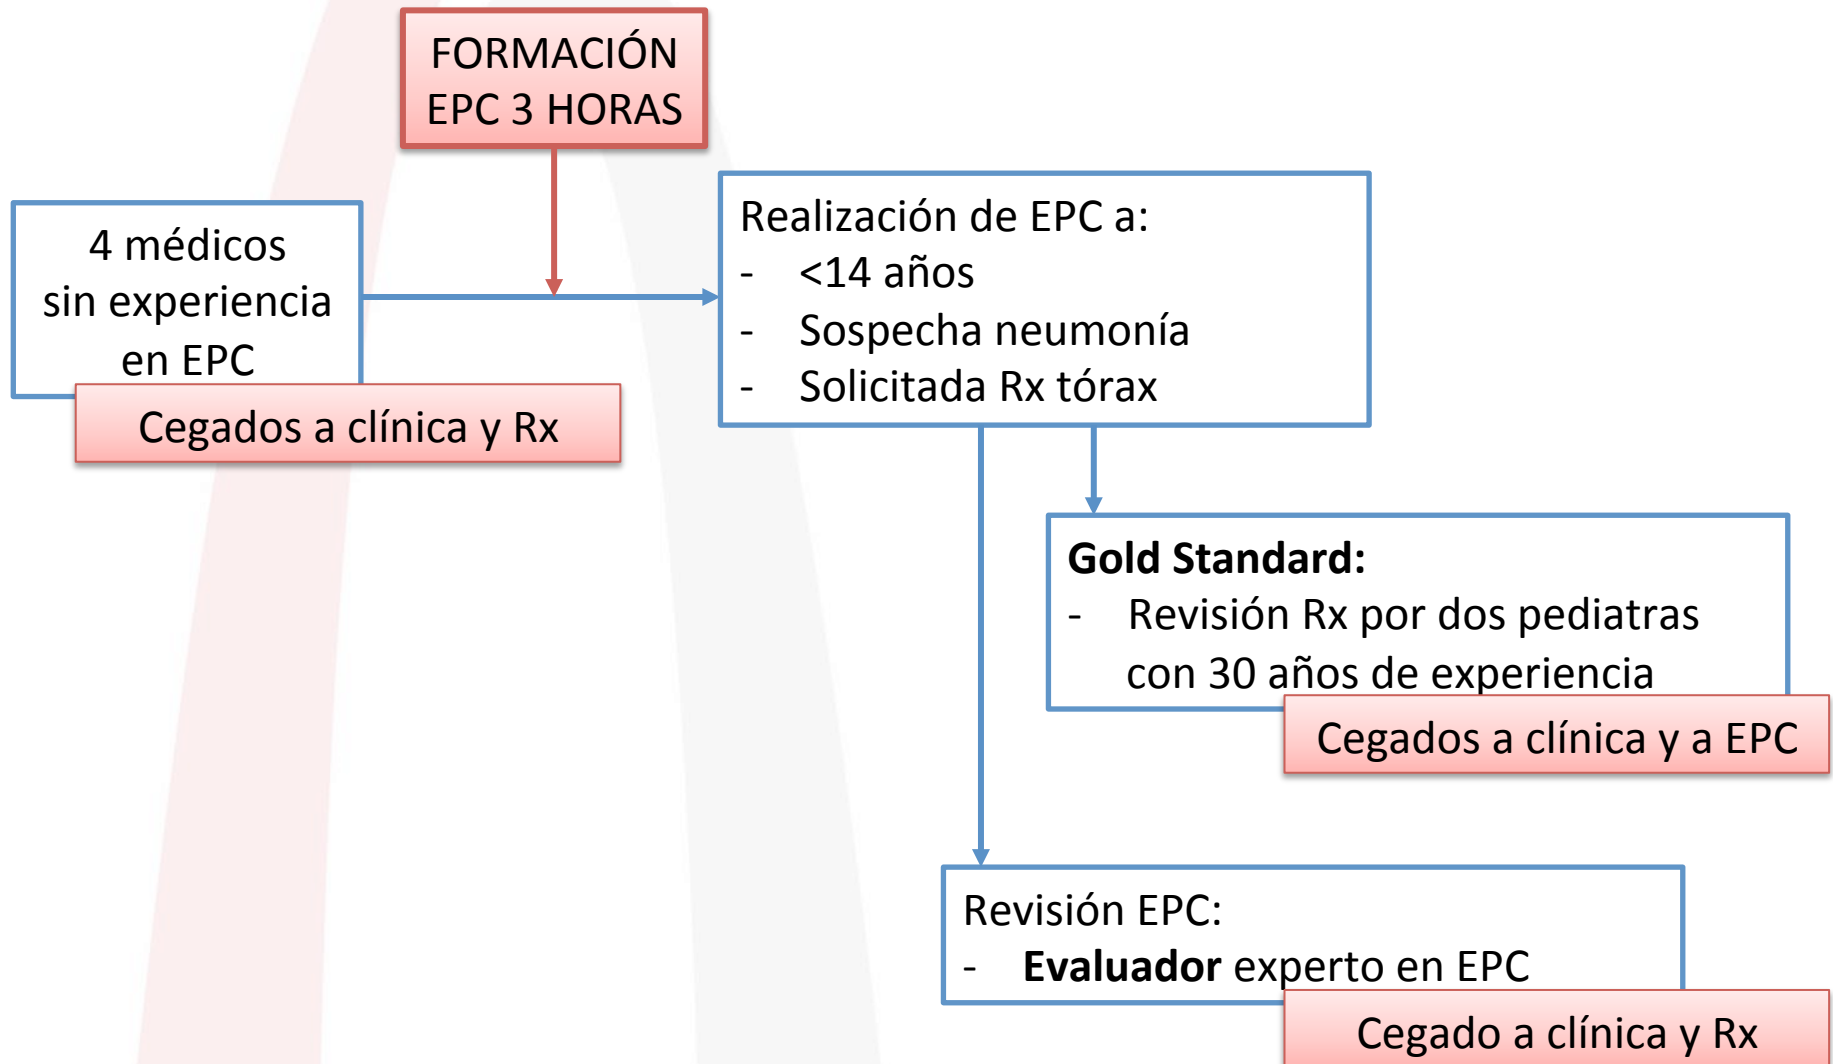 FORMACIÓN
EPC 3 HORAS
4 médicos
sin experiencia
en EPC
Cegados a clínica y Rx
Realización de EPC a:
- <14 años
- Sospecha neumonía
- Solicitada Rx tórax
Gold Standard:
- Revisión Rx por dos pediatras
con 30 años de experiencia
Cegados a clínica y a EPC
Revisión EPC:
- Evaluador experto en EPC
Cegado a clínica y Rx